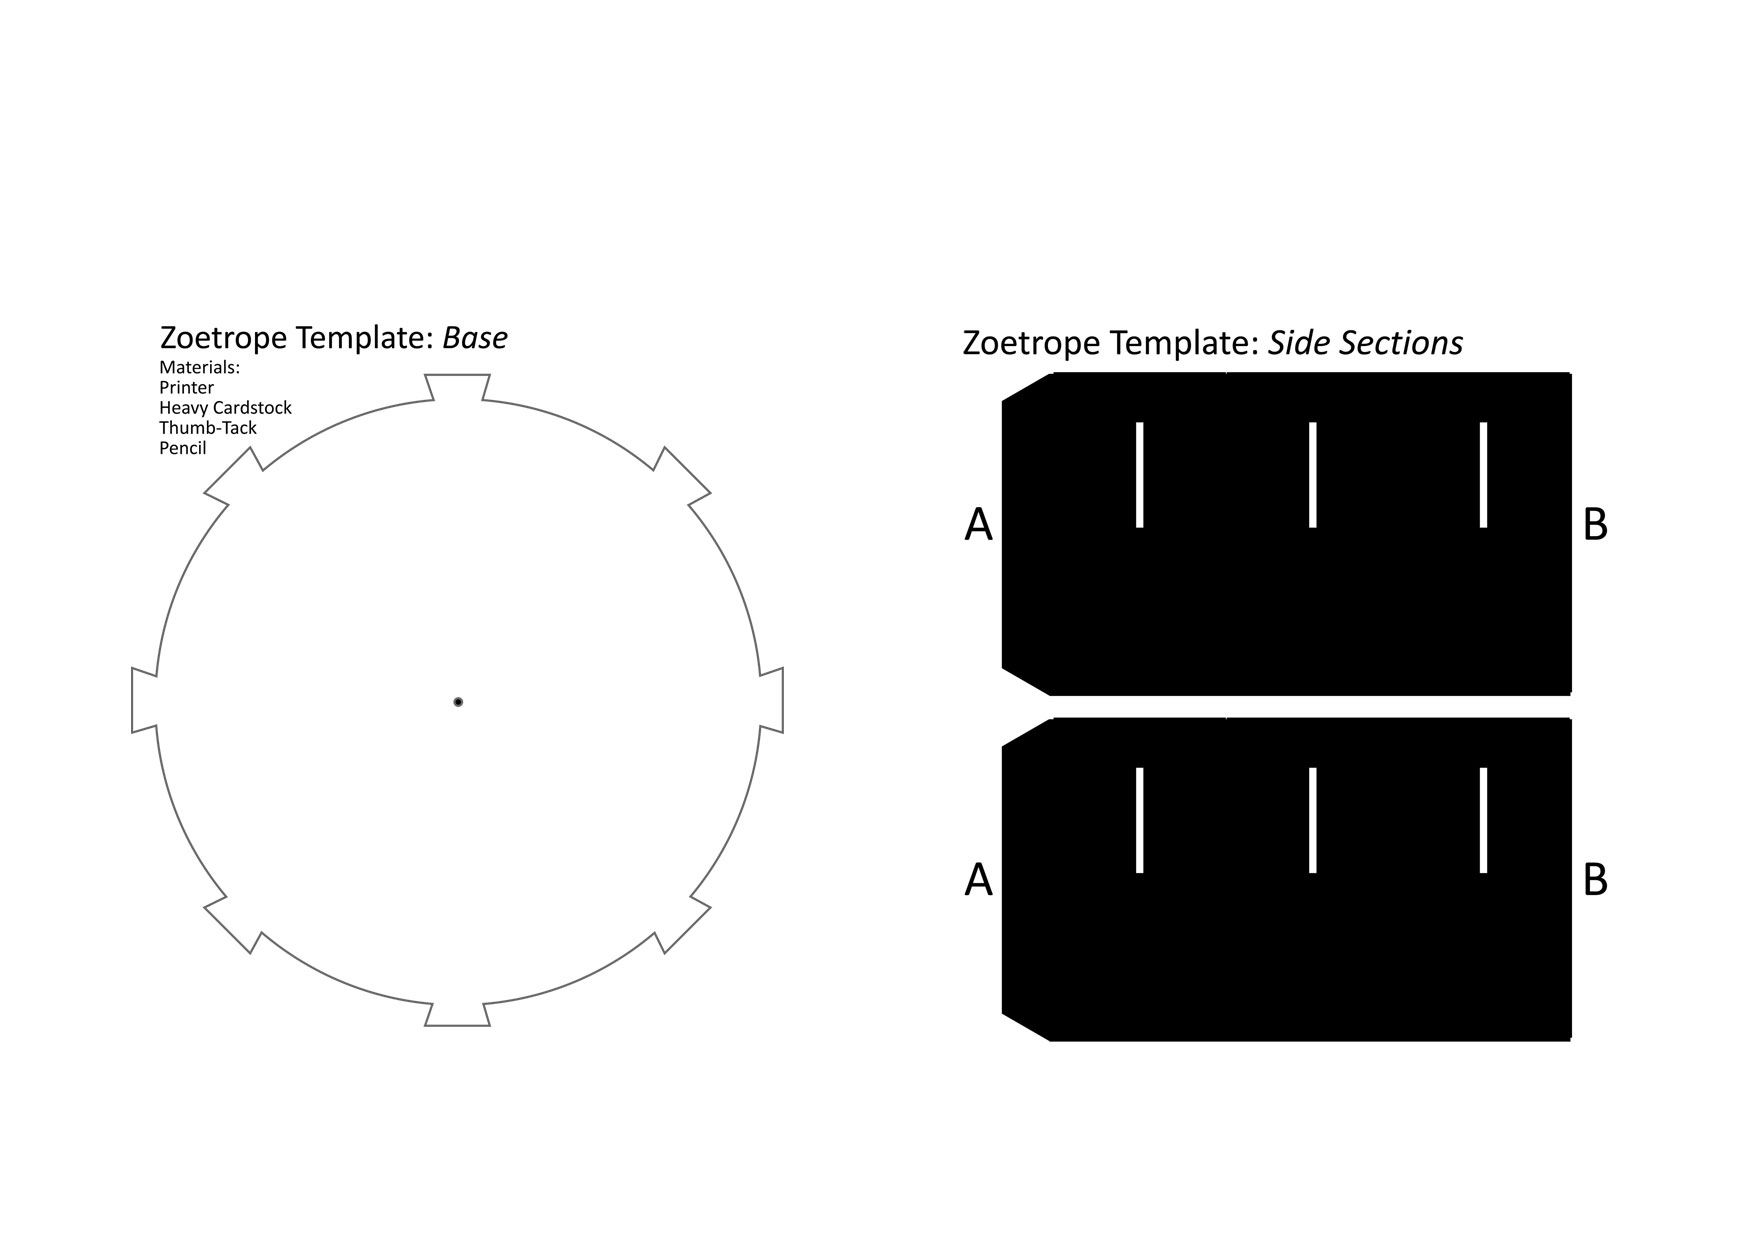 Zoetrope Template: Base
Materials:
Printer
Heavy Cardstock
Thumb-Tack
Pencil
Zoetrope Template: Side Sections
A
B
A
B